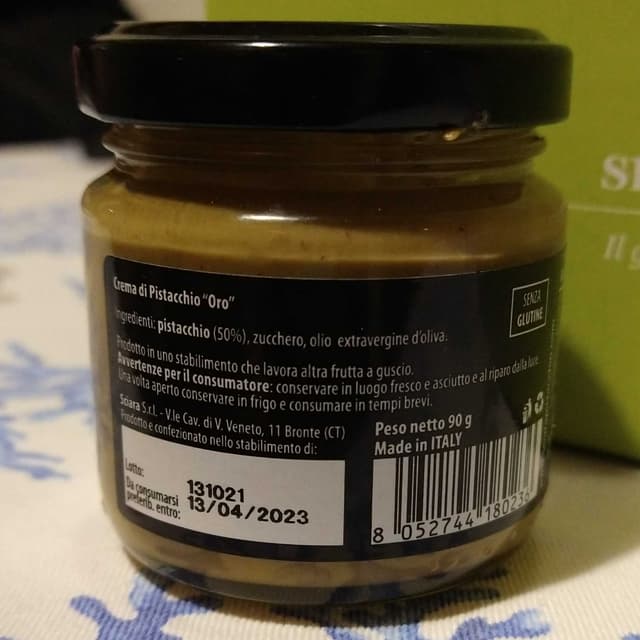 Crema di Pistacchio "Oro"
SENZA
GLUTINE
Ingredienti: pistacchio (50%), zucchero, olio extravergine d'oliva.
Prodotto in uno stabilimento che lavora altra frutta a guscio.
Avvertenze per il consumatore: conservare in luogo fresco e asciutto e al riparo dalla luce.
Una volta aperto conservare in frigo e consumare in tempi brevi.
Sciara S.r.l. - V.le Cav. di V. Veneto, 11 Bronte (CT)
Prodotto e confezionato nello stabilimento di:
Peso netto 90 g
Made in ITALY
Lotto:
131021
Da consumarsi
preferib. entro:
13/04/2023
8 052744 180236
Il